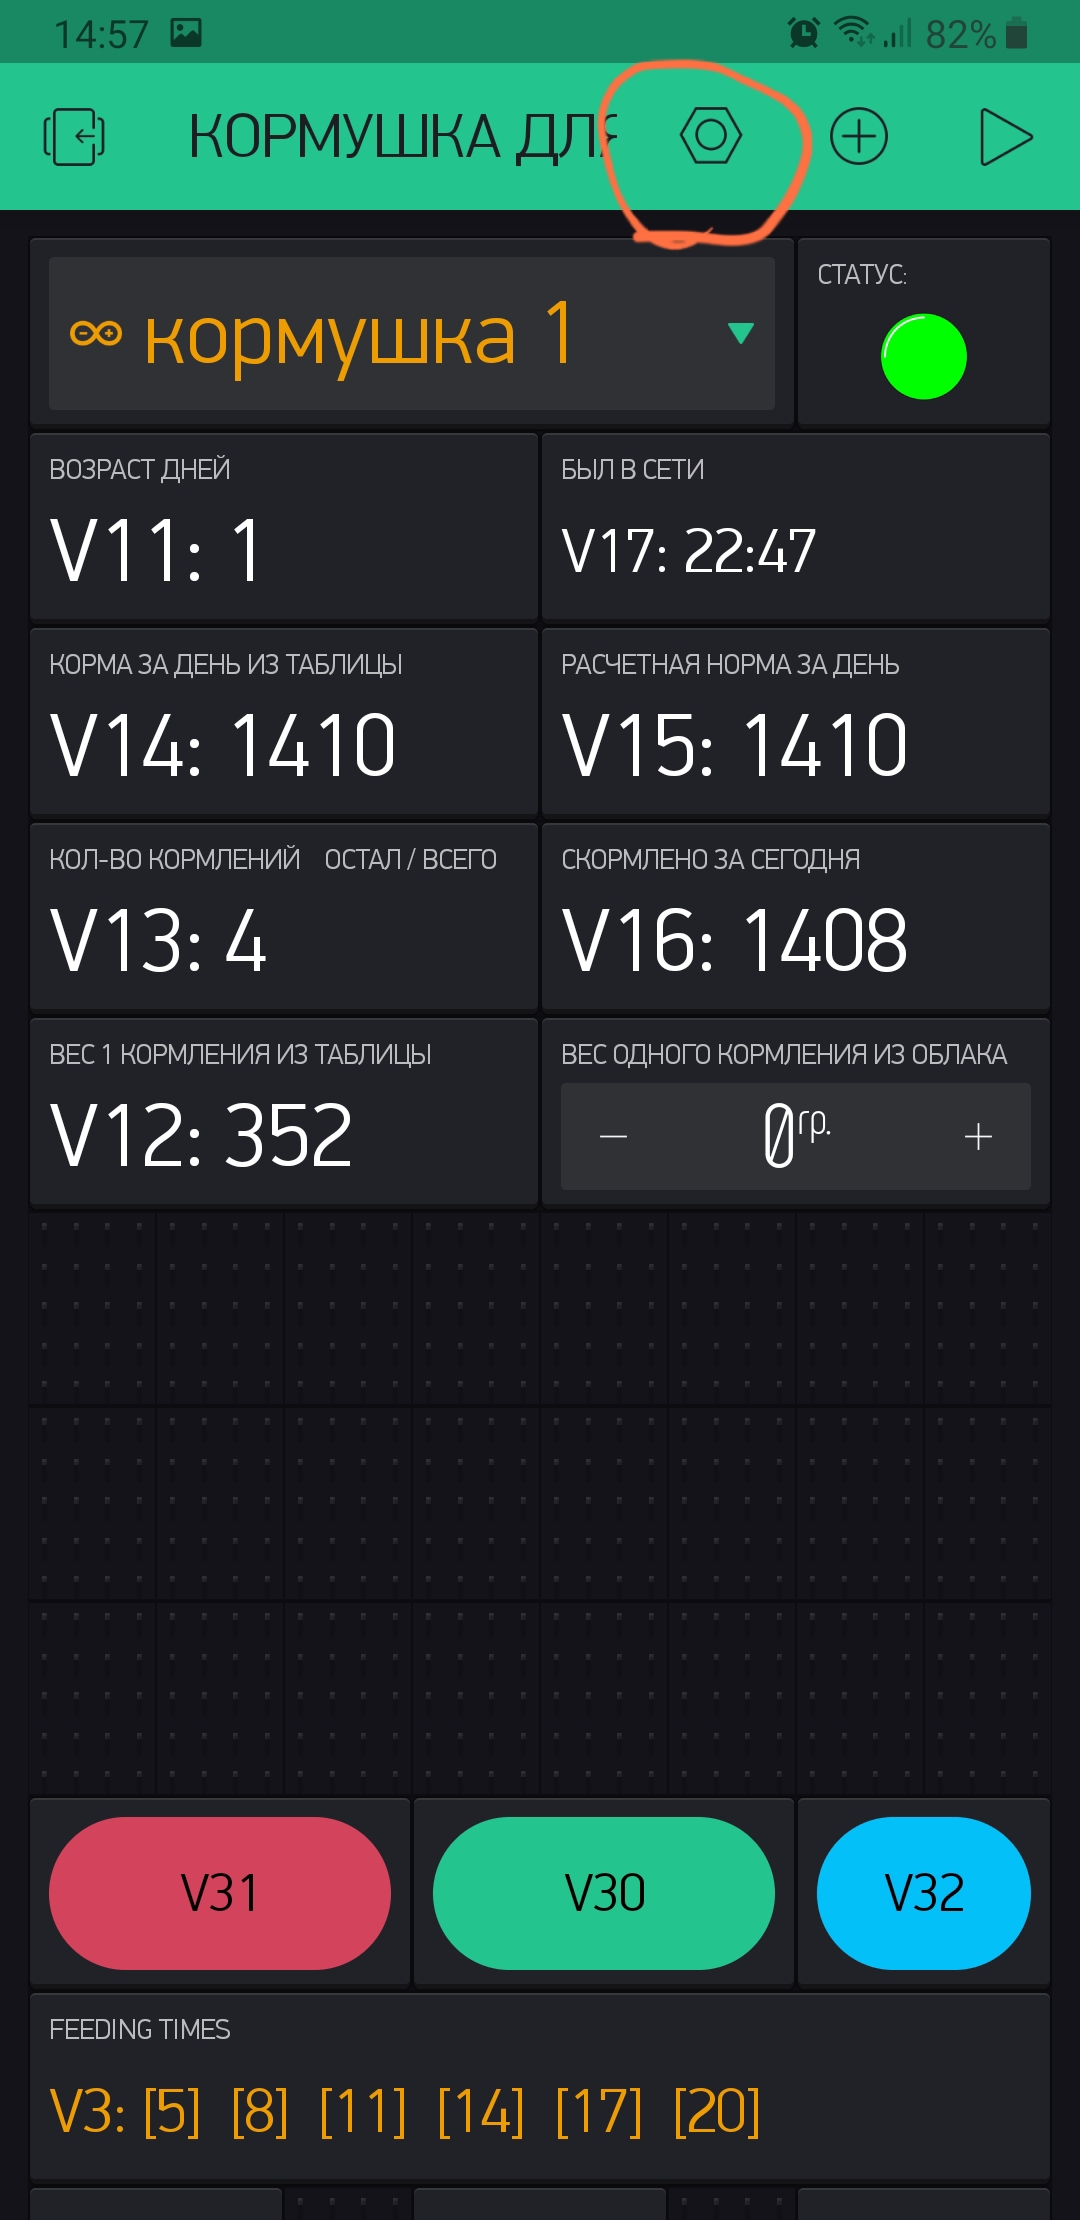 14:57 82%
КОРМУШКА ДЛЯ
кормушка 1
СТАТУС:
ВОЗРАСТ ДНЕЙ
V11: 1
БЫЛ В СЕТИ
V17: 22:47
КОРМА ЗА ДЕНЬ ИЗ ТАБЛИЦЫ
V14: 1410
РАСЧЕТНАЯ НОРМА ЗА ДЕНЬ
V15: 1410
КОЛ-ВО КОРМЛЕНИЙ ОСТАЛ / ВСЕГО
V13: 4
СКОРМЛЕНО ЗА СЕГОДНЯ
V16: 1408
ВЕС 1 КОРМЛЕНИЯ ИЗ ТАБЛИЦЫ
V12: 352
ВЕС ОДНОГО КОРМЛЕНИЯ ИЗ ОБЛАКА
− 0гр. +
V31 V30 V32
FEEDING TIMES
V3: [5] [8] [11] [14] [17] [20]